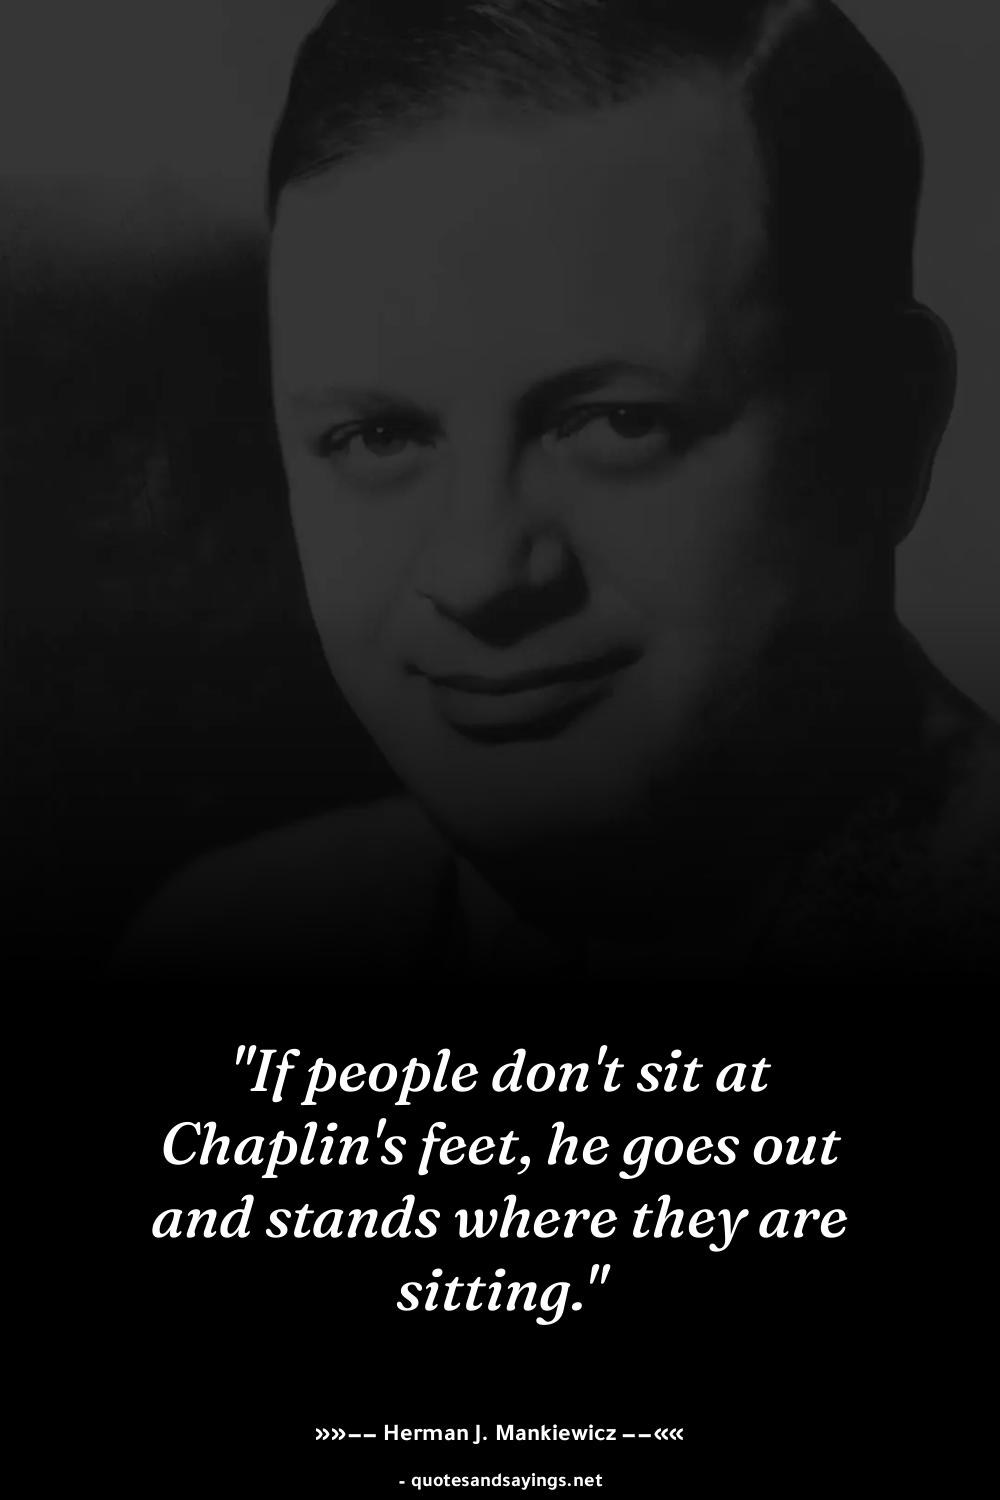 "If people don't sit at
Chaplin's feet, he goes out
and stands where they are
sitting."
»»–– Herman J. Mankiewicz ––««
- quotesandsayings.net